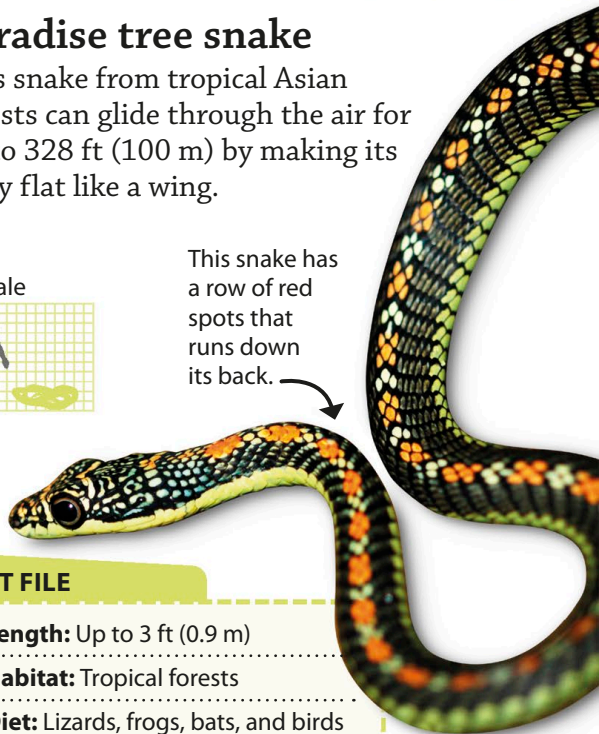 radise tree snake
s snake from tropical Asian
sts can glide through the air for
o 328 ft (100 m) by making its
y flat like a wing.
ale
This snake has
a row of red
spots that
runs down
its back.
T FILE
ength: Up to 3 ft (0.9 m)
abitat: Tropical forests
Diet: Lizards, frogs, bats, and birds